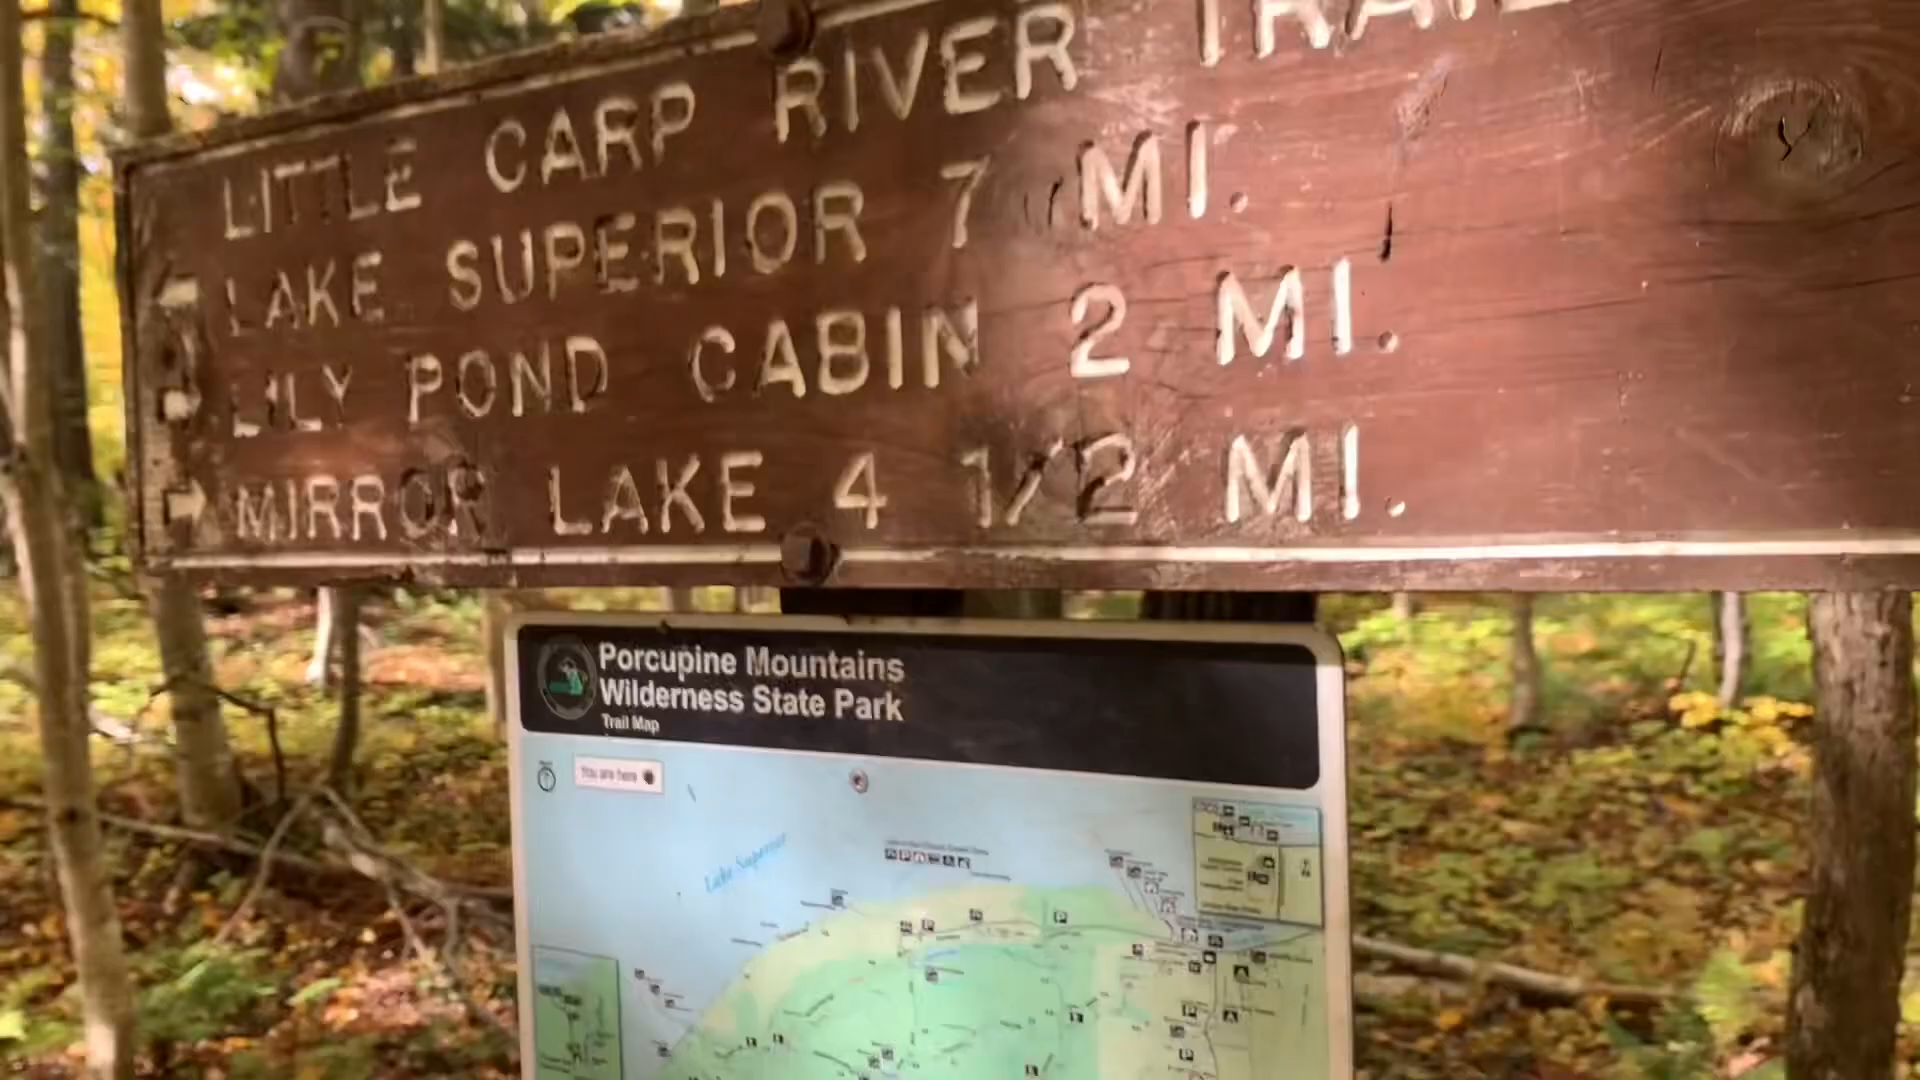 LITTLE CARP RIVER TRAIL
LAKE SUPERIOR 7 MI.
LILY POND CABIN 2 MI.
MIRROR LAKE 4 1/2 MI.
Porcupine Mountains
Wilderness State Park
Trail Map
You are here
Lake Superior